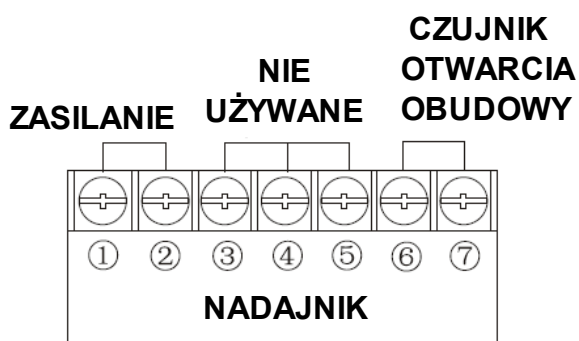 ZASILANIE
NIE
UŻYWANE
CZUJNIK
OTWARCIA
OBUDOWY
① ② ③ ④ ⑤ ⑥ ⑦
NADAJNIK